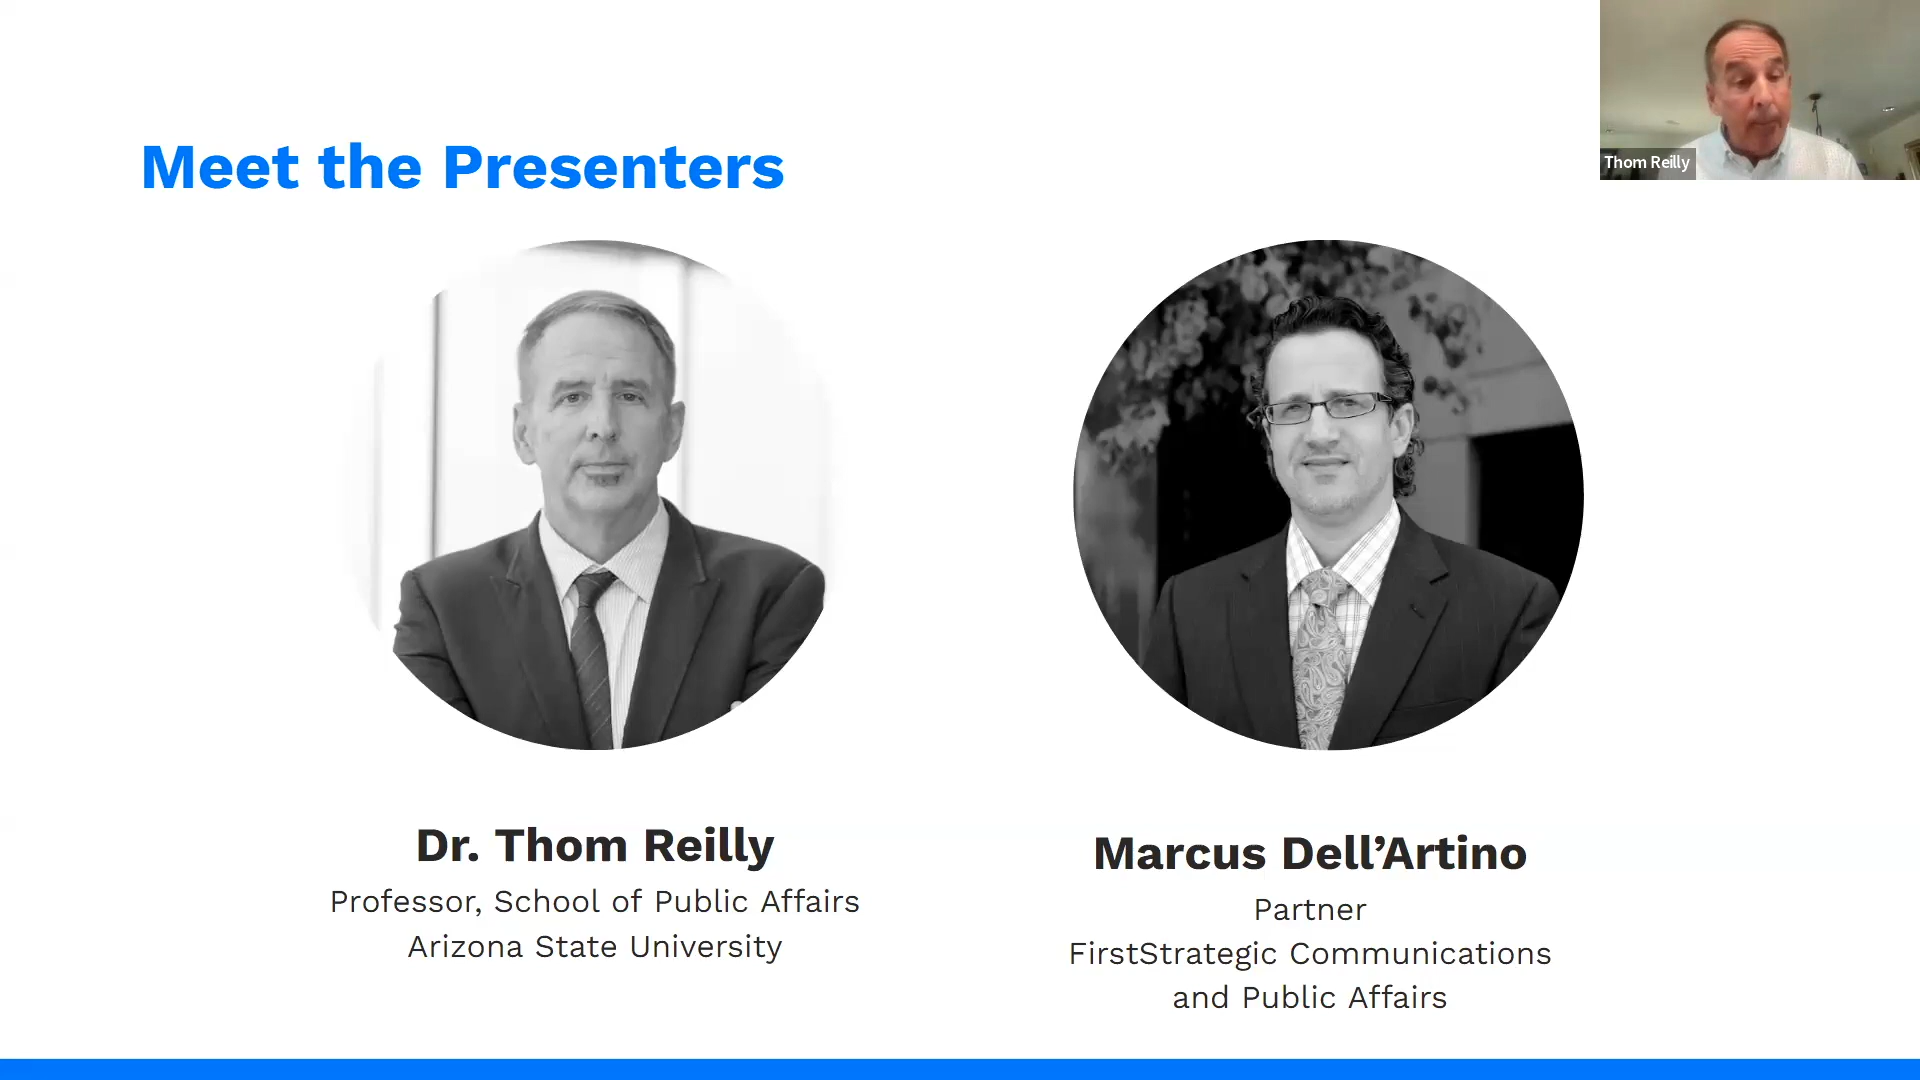 Meet the Presenters
Thom Reilly
Dr. Thom Reilly
Professor, School of Public Affairs
Arizona State University
Marcus Dell’Artino
Partner
FirstStrategic Communications
and Public Affairs